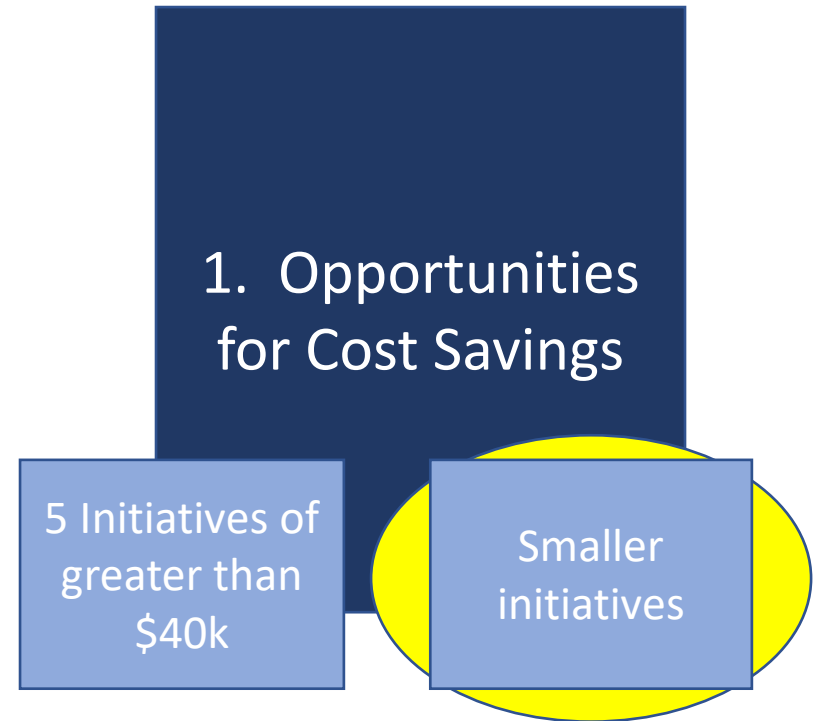 1. Opportunities
for Cost Savings
5 Initiatives of
greater than
$40k
Smaller
initiatives